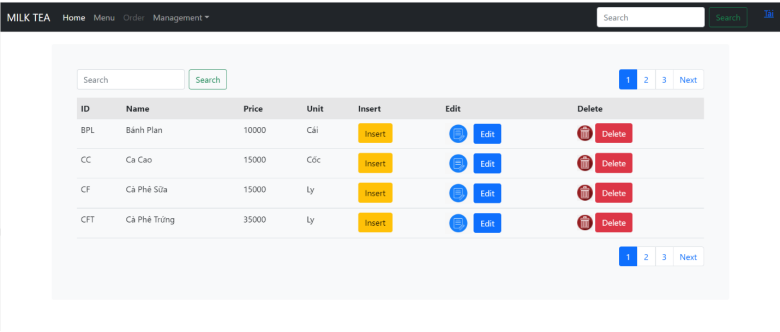 MILK TEA Home Menu Order Management Search Search Tài
Search Search 1 2 3 Next
ID Name Price Unit Insert Edit Delete
BPL Bánh Plan 10000 Cái Insert Edit Delete
CC Ca Cao 15000 Cốc Insert Edit Delete
CF Cà Phê Sữa 15000 Ly Insert Edit Delete
CFT Cà Phê Trứng 35000 Ly Insert Edit Delete
1 2 3 Next